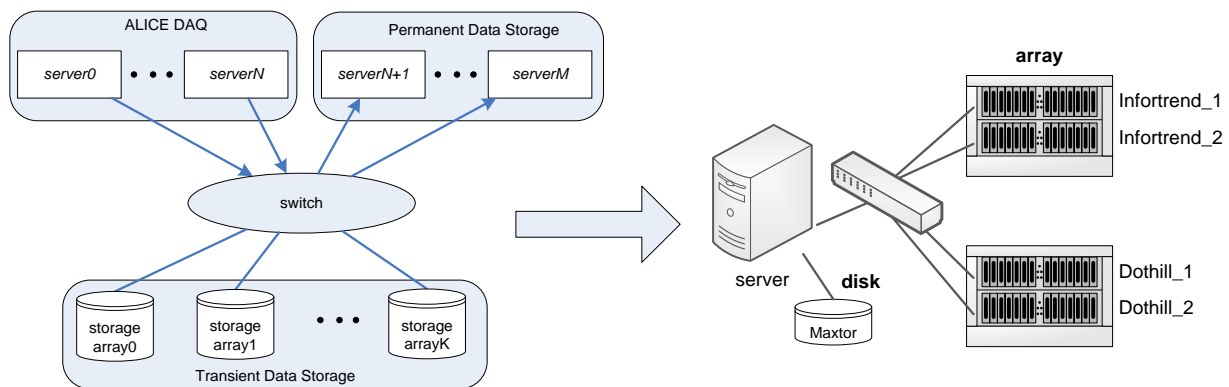 ALICE DAQ
server0
• • •
serverN
Permanent Data Storage
serverN+1
• • •
serverM
switch
storage
array0
storage
array1
• • •
storage
arrayK
Transient Data Storage
array
Infortrend_1
Infortrend_2
server
disk
Maxtor
Dothill_1
Dothill_2